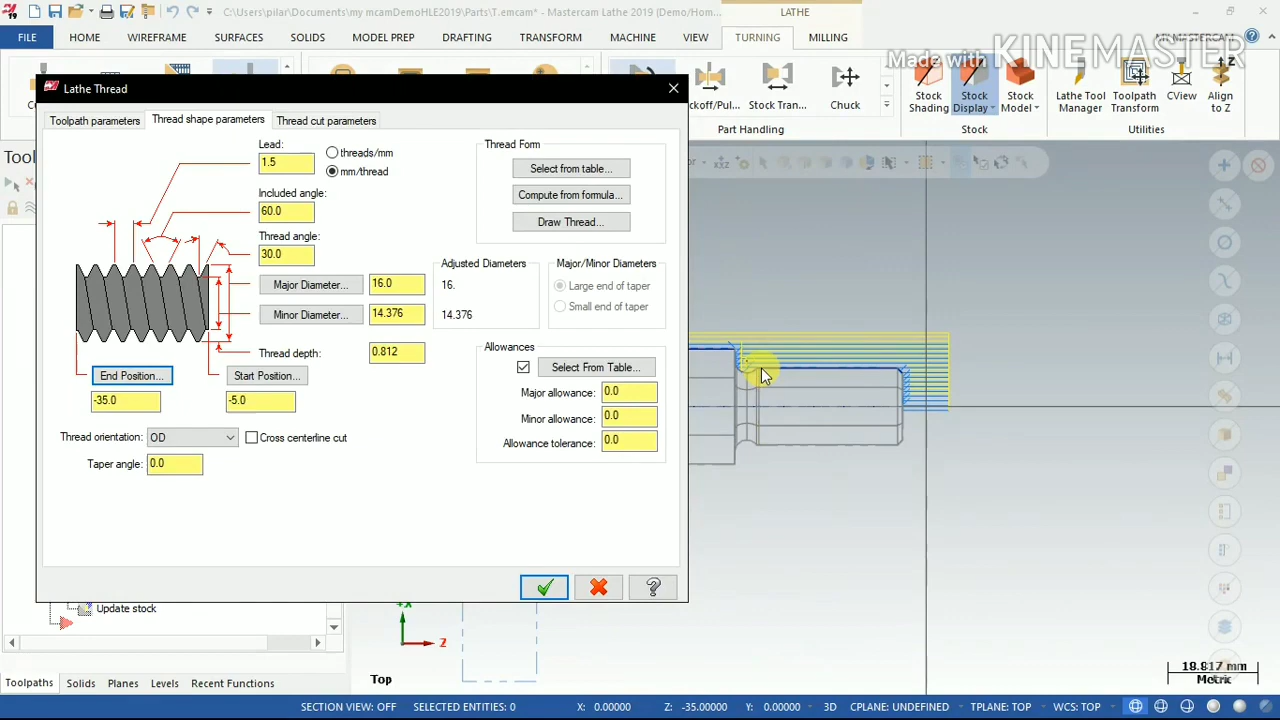 C:\Users\pilar\Documents\my mcamDemoHLE2019\Parts\T.emcam* - Mastercam Lathe 2019 (Demo/Hom...
LATHE
FILE
HOME
WIREFRAME
SURFACES
SOLIDS
MODEL PREP
DRAFTING
TRANSFORM
MACHINE
VIEW
TURNING
MILLING
MY MASTERCAM
Made with KINEMASTER
Lathe Thread
Toolpath parameters
Thread shape parameters
Thread cut parameters
Lead:
1.5
threads/mm
mm/thread
Included angle:
60.0
Thread angle:
30.0
Major Diameter...
16.0
Minor Diameter...
14.376
Thread depth:
0.812
End Position...
Start Position...
-35.0
-5.0
Thread orientation:
OD
Cross centerline cut
Taper angle:
0.0
Thread Form
Select from table...
Compute from formula...
Draw Thread...
Adjusted Diameters
16.
14.376
Major/Minor Diameters
Large end of taper
Small end of taper
Allowances
Select From Table...
Major allowance:
0.0
Minor allowance:
0.0
Allowance tolerance:
0.0
koff/Pul...
Stock Tran...
Chuck
Part Handling
Stock
Shading
Stock
Display
Stock
Model
Stock
Lathe Tool
Manager
Toolpath
Transform
CView
Align
to Z
Utilities
Update stock
Toolpaths
Solids
Planes
Levels
Recent Functions
+X
Z
Top
18.817 mm
Metric
SECTION VIEW: OFF
SELECTED ENTITIES: 0
X: 0.00000
Z: -35.00000
Y: 0.00000
3D
CPLANE: UNDEFINED
TPLANE: TOP
WCS: TOP